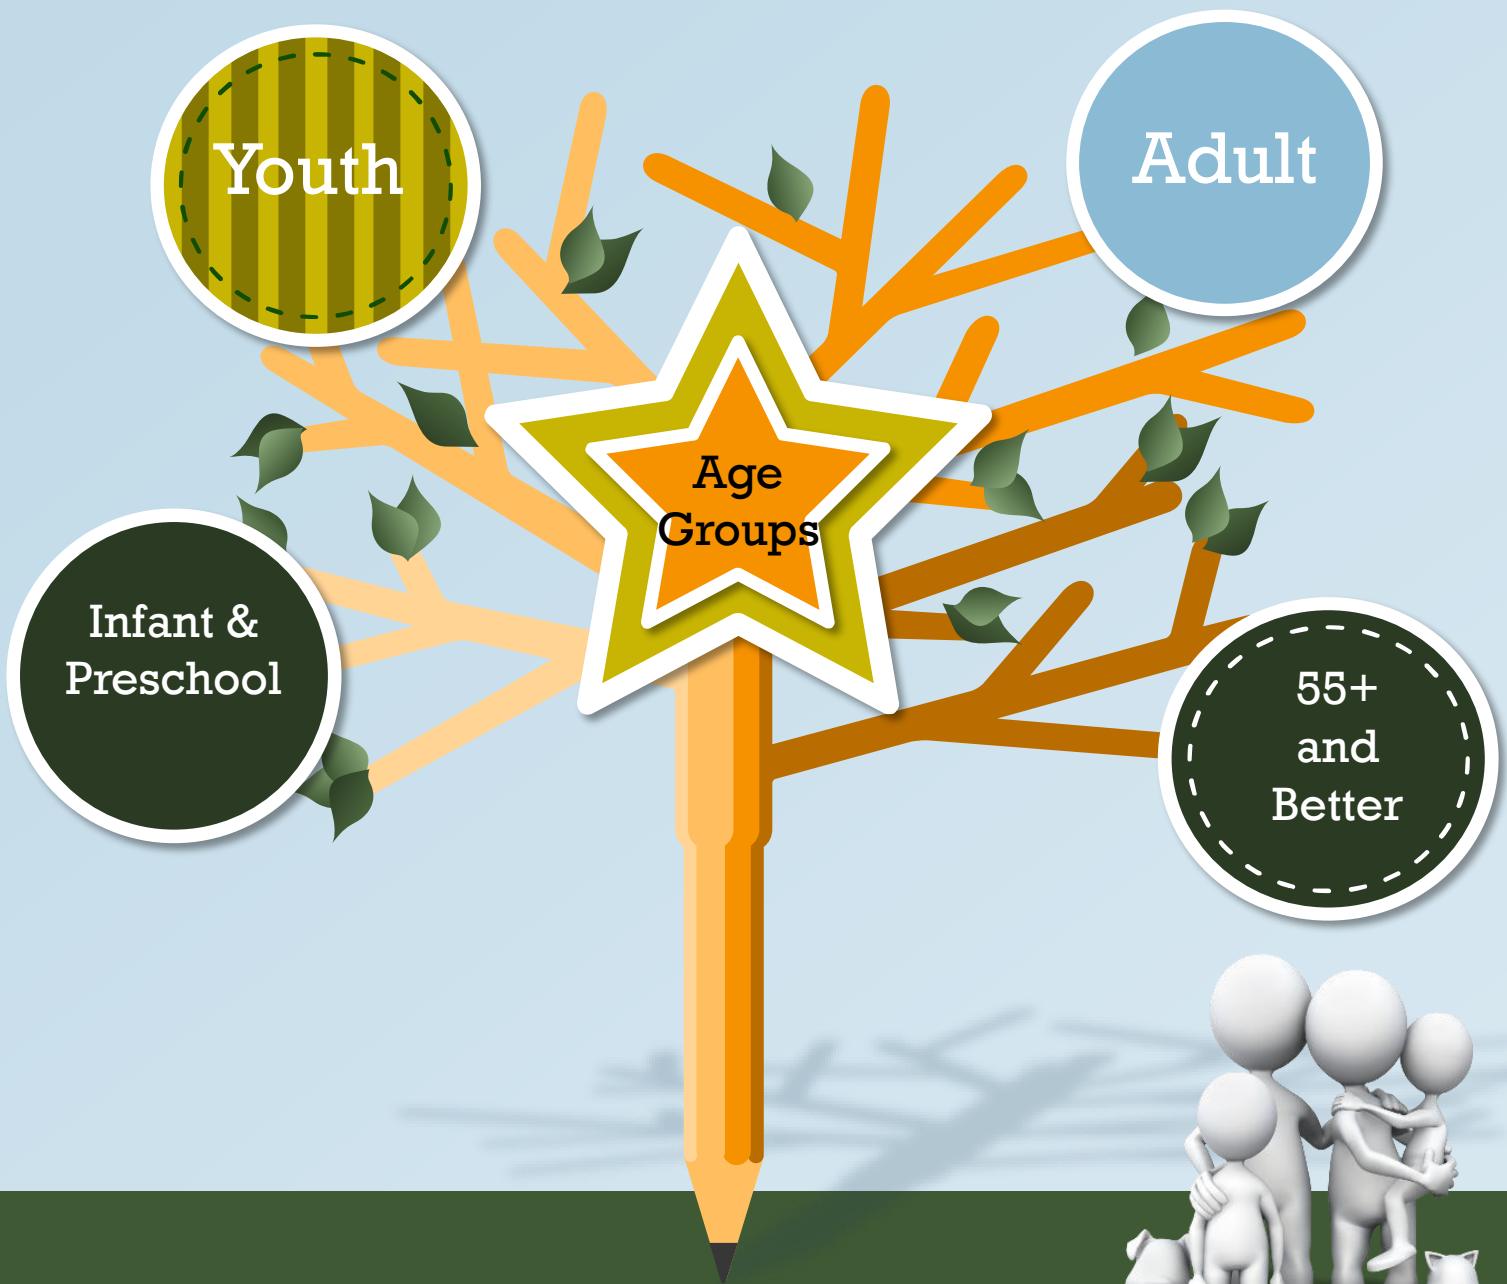 Youth
Adult
Age
Groups
Infant &
Preschool
55+
and
Better